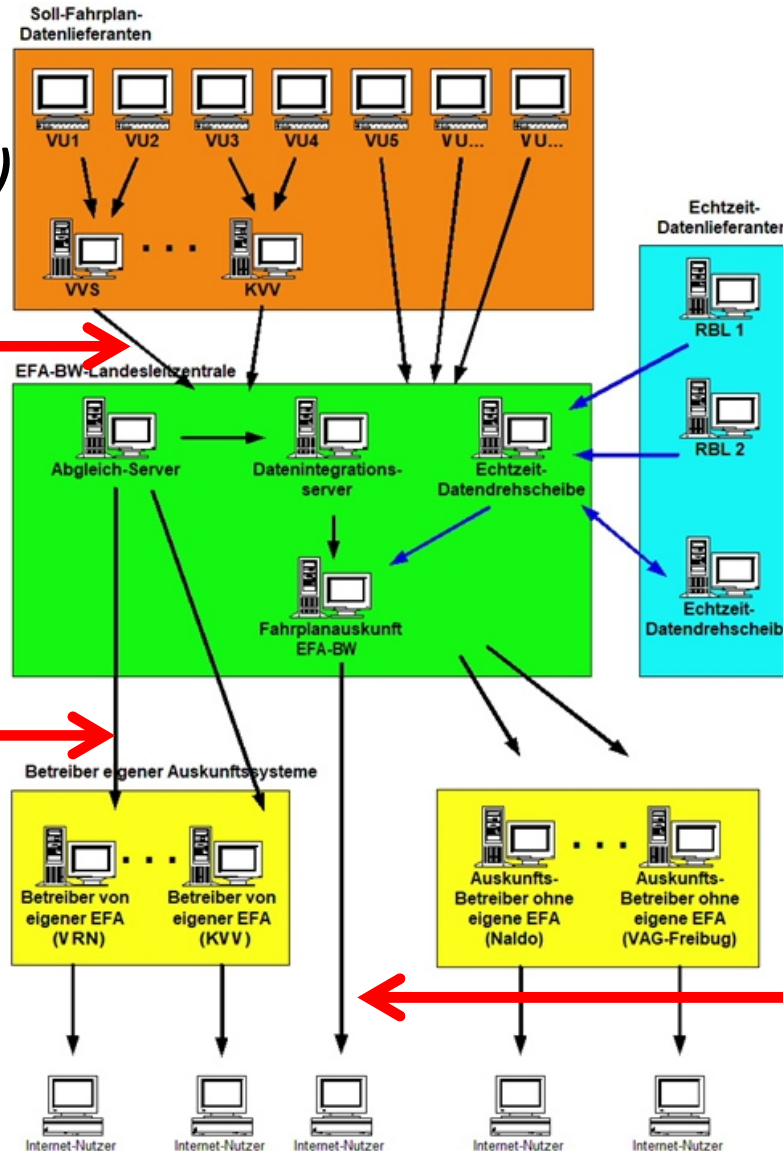 Soll-Fahrplan-
Datenlieferanten
VU1 VU2 VU3 VU4 VU5 VU... VU...
)
VVS
. . .
KVV
Echtzeit-
Datenlieferanten
RBL 1
RBL 2
Echtzeit-
Datendrehscheibe
EFA-BW-Landesleitzentrale
Abgleich-Server
Datenintegrations-
server
Echtzeit-
Datendrehscheibe
Fahrplanauskunft
EFA-BW
Betreiber eigener Auskunftssysteme
Betreiber von
eigener EFA
(VRN)
. . .
Betreiber von
eigener EFA
(KVV)
Auskunfts-
Betreiber ohne
eigene EFA
(Naldo)
. . .
Auskunfts-
Betreiber ohne
eigene EFA
(VAG-Freibug)
Internet-Nutzer Internet-Nutzer Internet-Nutzer Internet-Nutzer Internet-Nutzer